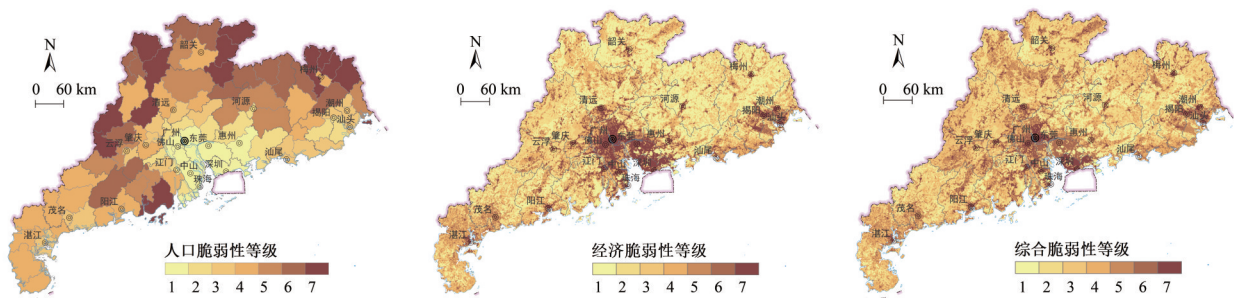 N
0 60 km
韶关
梅州
清远
河源
潮州
揭阳
汕头
广州
肇庆
云浮
佛山
东莞
惠州
汕尾
江门
中山
深圳
珠海
阳江
茂名
湛江
人口脆弱性等级
1 2 3 4 5 6 7
N
0 60 km
韶关
梅州
清远
河源
潮州
揭阳
肇庆
云浮
惠州
汕尾
江门
珠海
阳江
茂名
湛江
经济脆弱性等级
1 2 3 4 5 6 7
N
0 60 km
韶关
梅州
清远
河源
潮州
揭阳
广州
肇庆
云浮
东莞
惠州
汕尾
江门
珠海
阳江
茂名
湛江
综合脆弱性等级
1 2 3 4 5 6 7